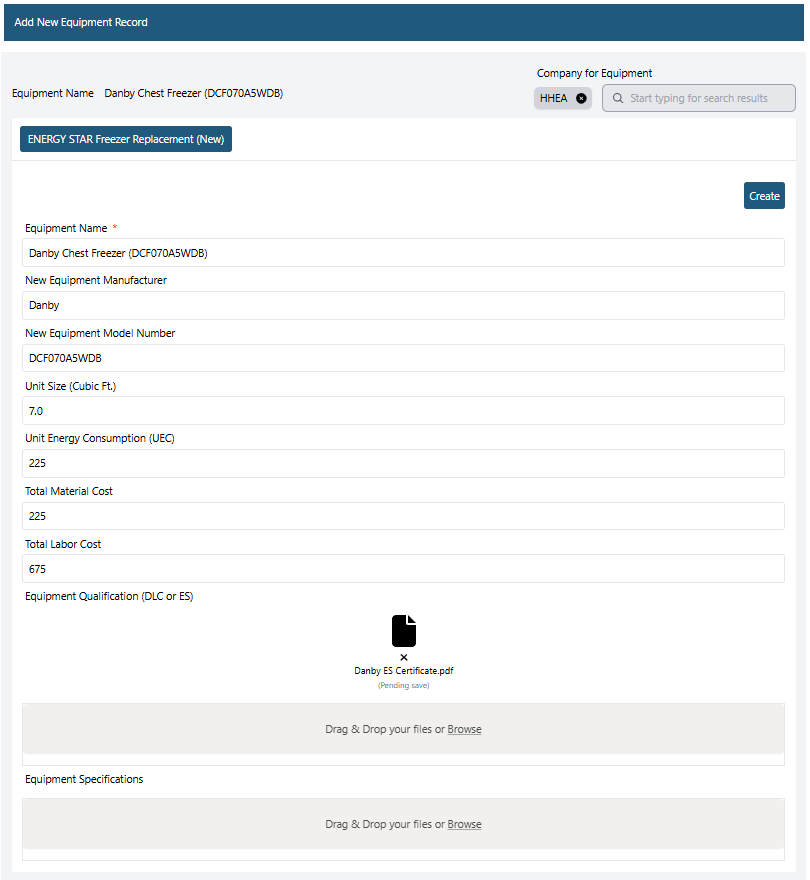 Add New Equipment Record
Company for Equipment
Equipment Name Danby Chest Freezer (DCF070A5WDB)
HHEA
Start typing for search results
ENERGY STAR Freezer Replacement (New)
Create
Equipment Name *
Danby Chest Freezer (DCF070A5WDB)
New Equipment Manufacturer
Danby
New Equipment Model Number
DCF070A5WDB
Unit Size (Cubic Ft.)
7.0
Unit Energy Consumption (UEC)
225
Total Material Cost
225
Total Labor Cost
675
Equipment Qualification (DLC or ES)
Danby ES Certificate.pdf
(Pending save)
Drag & Drop your files or Browse
Equipment Specifications
Drag & Drop your files or Browse